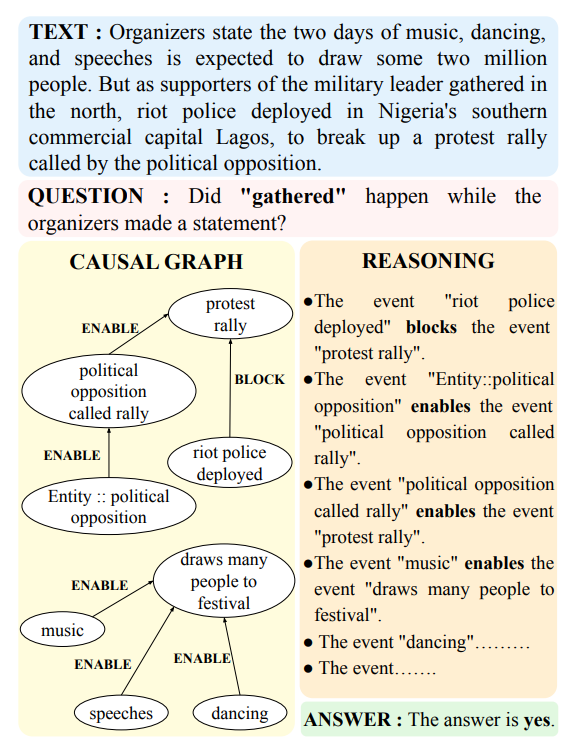 TEXT : Organizers state the two days of music, dancing,
and speeches is expected to draw some two million
people. But as supporters of the military leader gathered in
the north, riot police deployed in Nigeria's southern
commercial capital Lagos, to break up a protest rally
called by the political opposition.
QUESTION : Did "gathered" happen while the
organizers made a statement?
CAUSAL GRAPH
protest
rally
ENABLE
political
opposition
called rally
BLOCK
ENABLE
riot police
deployed
Entity :: political
opposition
draws many
people to
festival
ENABLE
music
ENABLE
ENABLE
speeches
dancing
REASONING
●The event "riot police
deployed" blocks the event
"protest rally".
●The event "Entity::political
opposition" enables the event
"political opposition called
rally".
●The event "political opposition
called rally" enables the event
"protest rally".
●The event "music" enables the
event "draws many people to
festival".
● The event "dancing"………
● The event…….
ANSWER : The answer is yes.